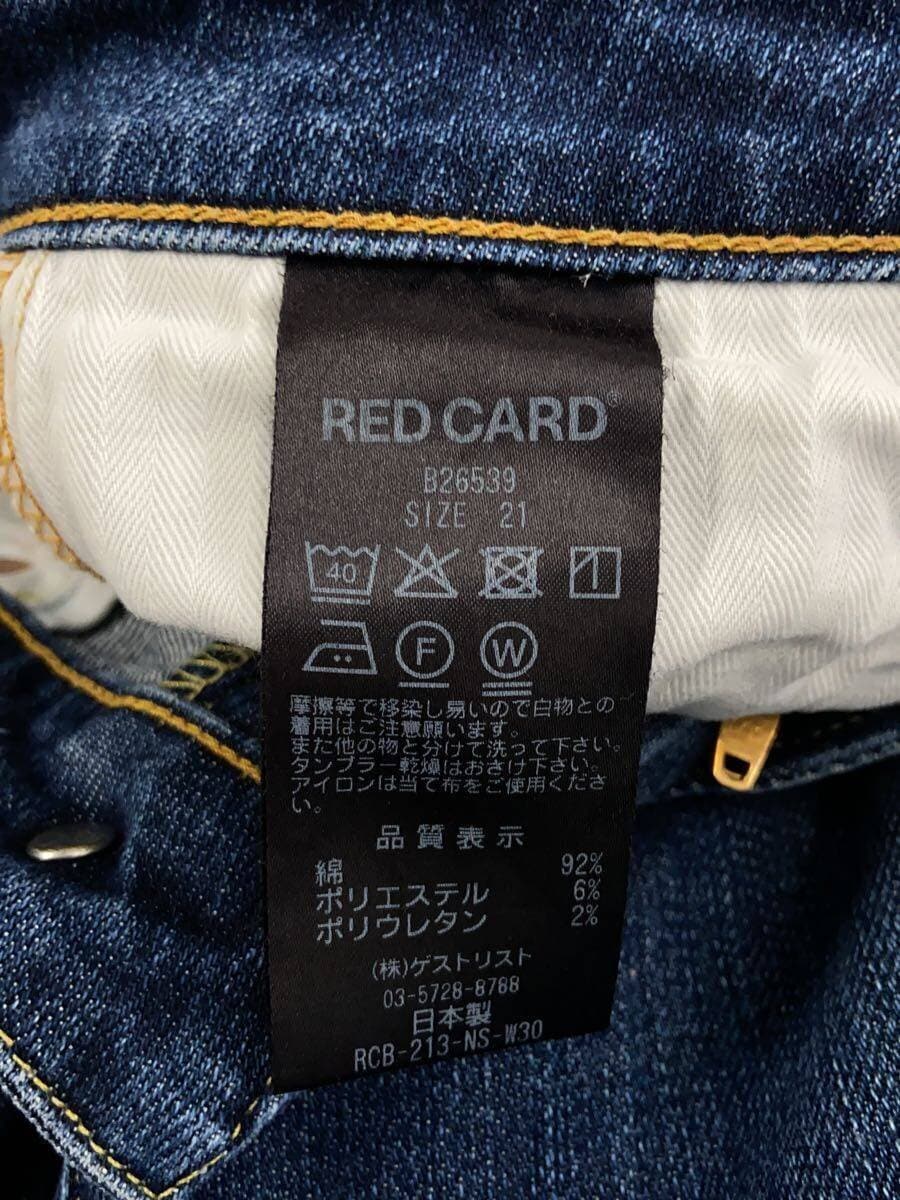 RED CARD®
B26539
SIZE 21
40
F W
摩擦等で移染し易いので白物との
着用はご注意願います。
また他の物と分けて洗って下さい。
タンブラー乾燥はおさけ下さい。
アイロンは当て布をご使用くださ
い。
品質表示
綿 92%
ポリエステル 6%
ポリウレタン 2%
(株)ゲストリスト
03-5728-8788
日本製
RCB-213-NS-W30